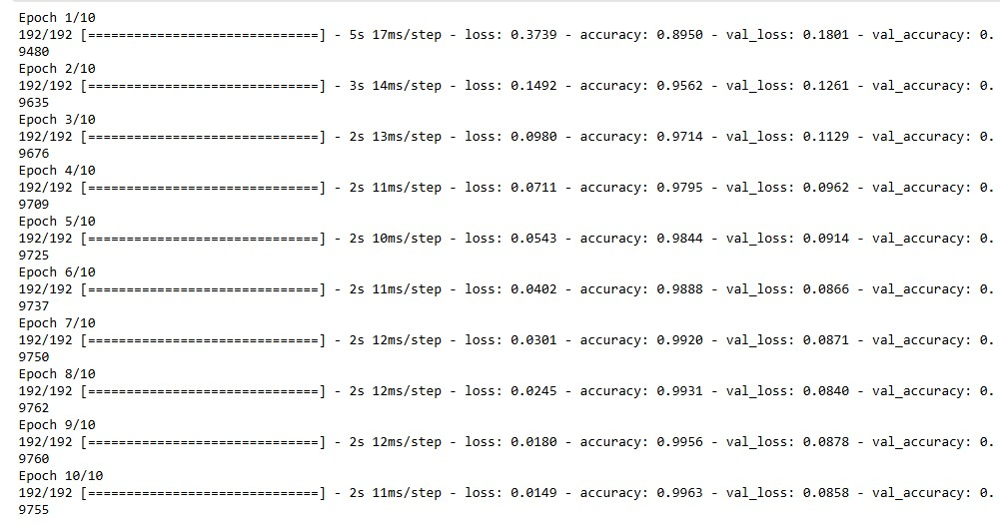 Epoch 1/10
192/192 [==============================] - 5s 17ms/step - loss: 0.3739 - accuracy: 0.8950 - val_loss: 0.1801 - val_accuracy: 0.
9480
Epoch 2/10
192/192 [==============================] - 3s 14ms/step - loss: 0.1492 - accuracy: 0.9562 - val_loss: 0.1261 - val_accuracy: 0.
9635
Epoch 3/10
192/192 [==============================] - 2s 13ms/step - loss: 0.0980 - accuracy: 0.9714 - val_loss: 0.1129 - val_accuracy: 0.
9676
Epoch 4/10
192/192 [==============================] - 2s 11ms/step - loss: 0.0711 - accuracy: 0.9795 - val_loss: 0.0962 - val_accuracy: 0.
9709
Epoch 5/10
192/192 [==============================] - 2s 10ms/step - loss: 0.0543 - accuracy: 0.9844 - val_loss: 0.0914 - val_accuracy: 0.
9725
Epoch 6/10
192/192 [==============================] - 2s 11ms/step - loss: 0.0402 - accuracy: 0.9888 - val_loss: 0.0866 - val_accuracy: 0.
9737
Epoch 7/10
192/192 [==============================] - 2s 12ms/step - loss: 0.0301 - accuracy: 0.9920 - val_loss: 0.0871 - val_accuracy: 0.
9750
Epoch 8/10
192/192 [==============================] - 2s 12ms/step - loss: 0.0245 - accuracy: 0.9931 - val_loss: 0.0840 - val_accuracy: 0.
9762
Epoch 9/10
192/192 [==============================] - 2s 12ms/step - loss: 0.0180 - accuracy: 0.9956 - val_loss: 0.0878 - val_accuracy: 0.
9760
Epoch 10/10
192/192 [==============================] - 2s 11ms/step - loss: 0.0149 - accuracy: 0.9963 - val_loss: 0.0858 - val_accuracy: 0.
9755